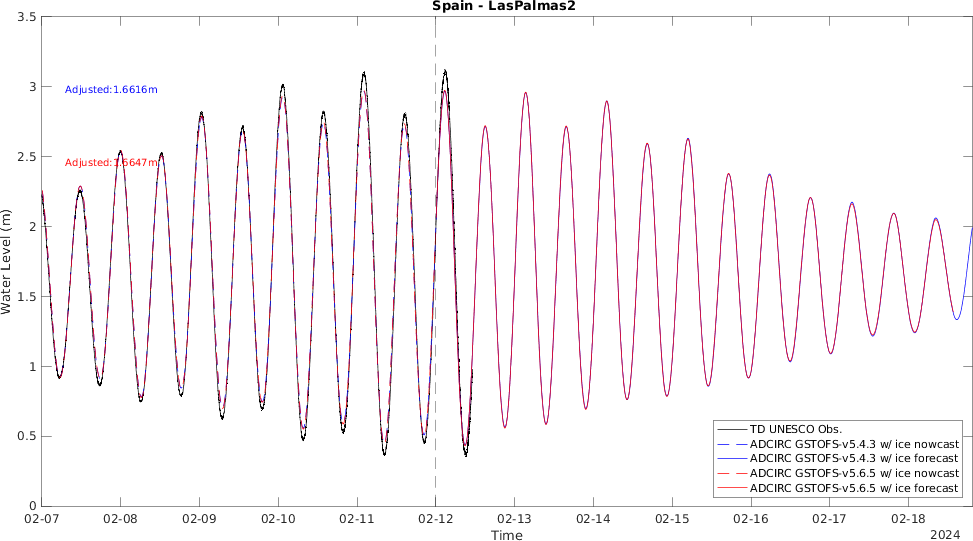 Spain - LasPalmas2
3.5
3
2.5
2
1.5
1
0.5
0
Water Level (m)
Adjusted:1.6616m
Adjusted:1.6647m
TD UNESCO Obs.
ADCIRC GSTOFS-v5.4.3 w/ ice nowcast
ADCIRC GSTOFS-v5.4.3 w/ ice forecast
ADCIRC GSTOFS-v5.6.5 w/ ice nowcast
ADCIRC GSTOFS-v5.6.5 w/ ice forecast
02-07 02-08 02-09 02-10 02-11 02-12 02-13 02-14 02-15 02-16 02-17 02-18
Time
2024